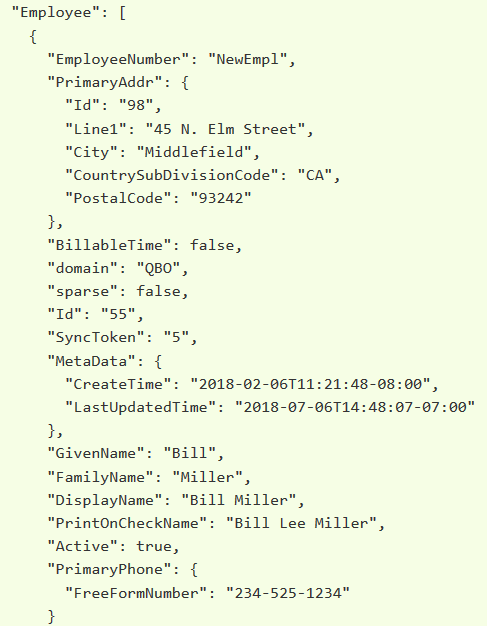 "Employee": [
{
"EmployeeNumber": "NewEmpl",
"PrimaryAddr": {
"Id": "98",
"Line1": "45 N. Elm Street",
"City": "Middlefield",
"CountrySubDivisionCode": "CA",
"PostalCode": "93242"
},
"BillableTime": false,
"domain": "QBO",
"sparse": false,
"Id": "55",
"SyncToken": "5",
"MetaData": {
"CreateTime": "2018-02-06T11:21:48-08:00",
"LastUpdatedTime": "2018-07-06T14:48:07-07:00"
},
"GivenName": "Bill",
"FamilyName": "Miller",
"DisplayName": "Bill Miller",
"PrintOnCheckName": "Bill Lee Miller",
"Active": true,
"PrimaryPhone": {
"FreeFormNumber": "234-525-1234"
}